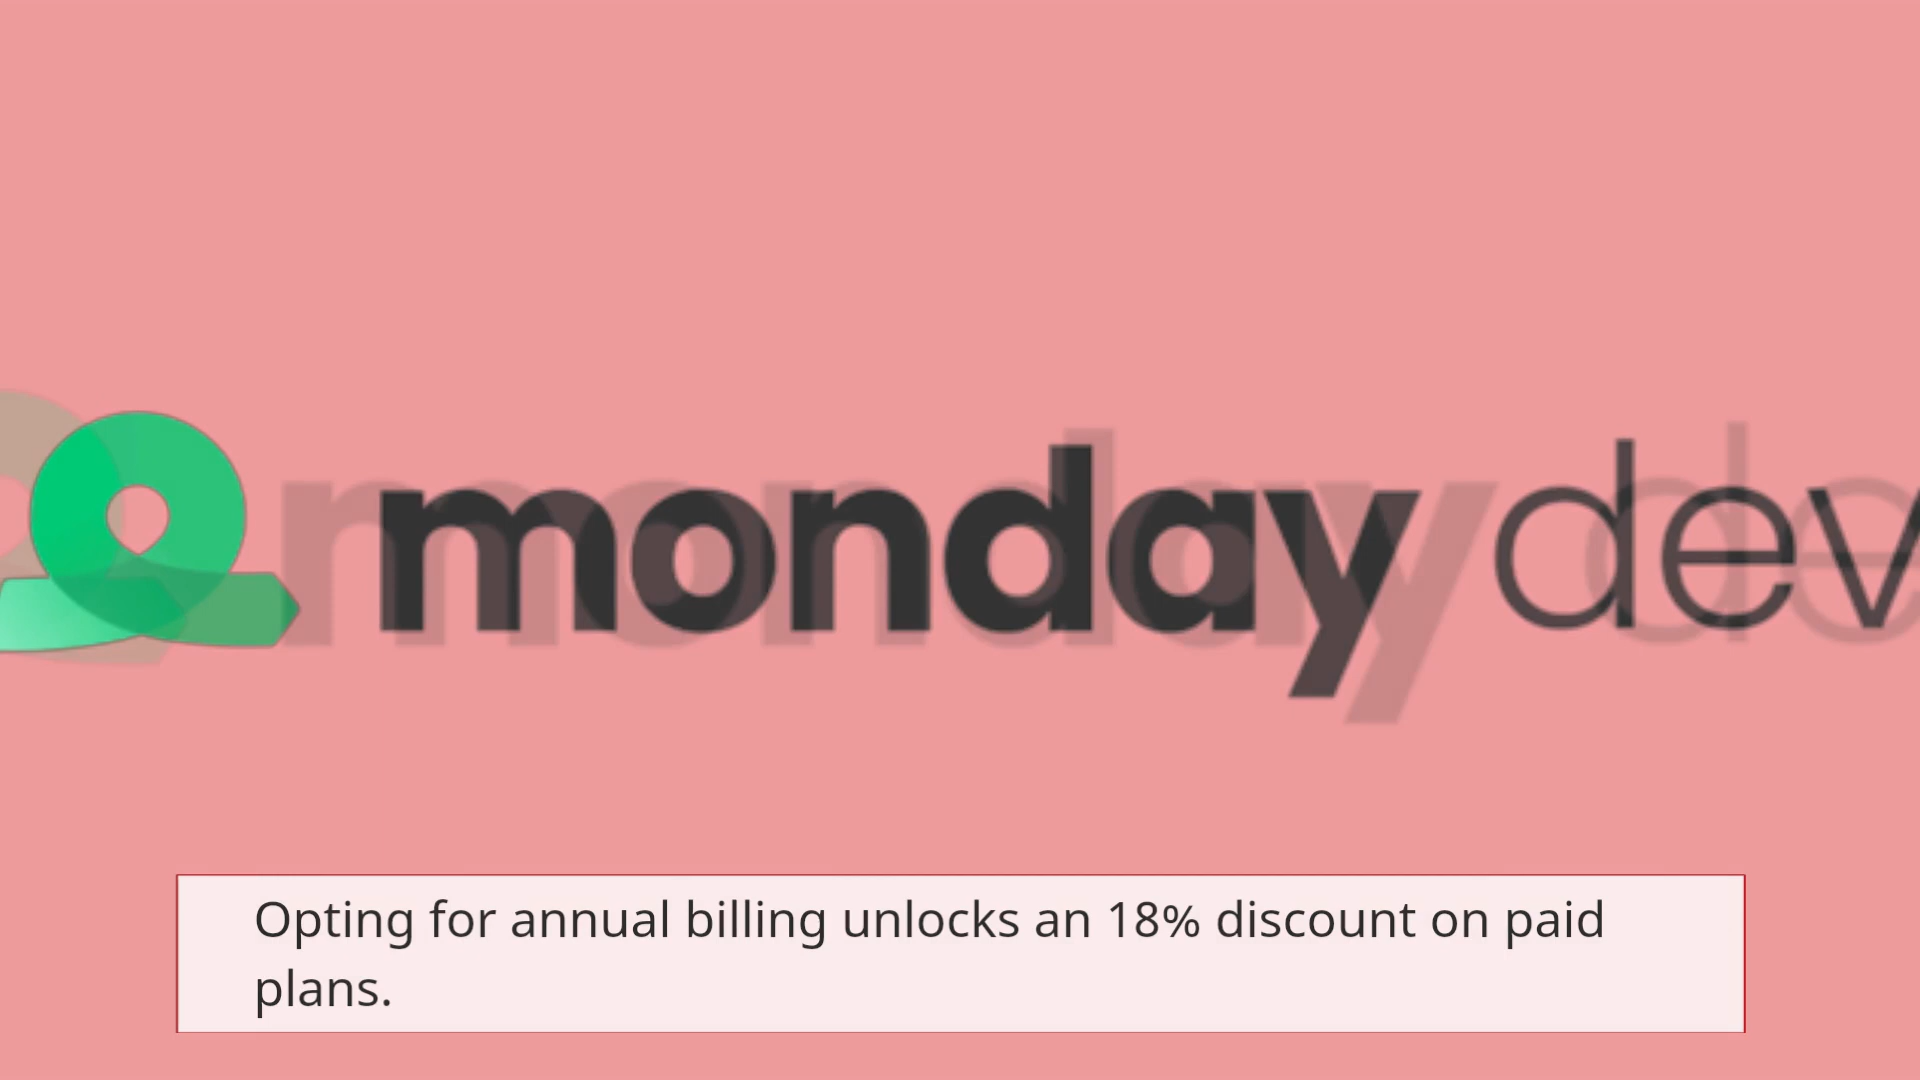 monday dev
Opting for annual billing unlocks an 18% discount on paid
plans.